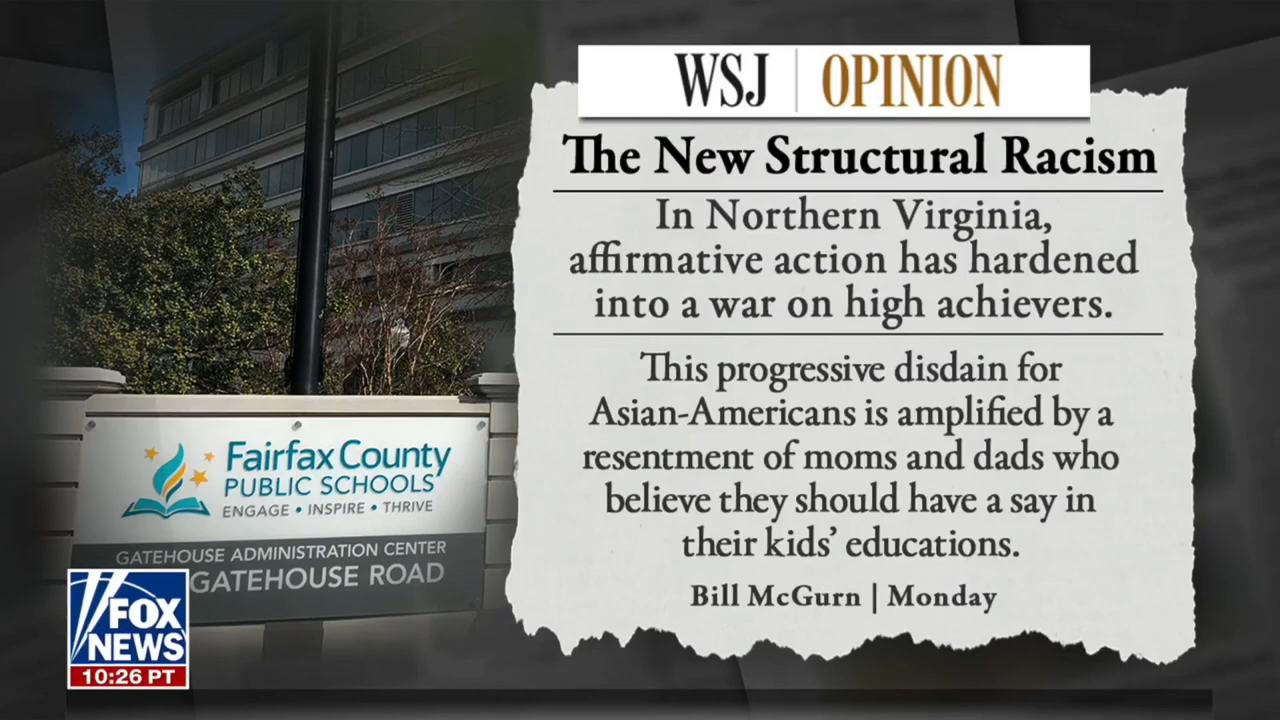 WSJ | OPINION
The New Structural Racism
In Northern Virginia,
affirmative action has hardened
into a war on high achievers.
This progressive disdain for
Asian-Americans is amplified by a
resentment of moms and dads who
believe they should have a say in
their kids' educations.
Bill McGurn | Monday
Fairfax County
PUBLIC SCHOOLS
ENGAGE • INSPIRE • THRIVE
GATEHOUSE ADMINISTRATION CENTER
GATEHOUSE ROAD
FOX
NEWS
10:26 PT